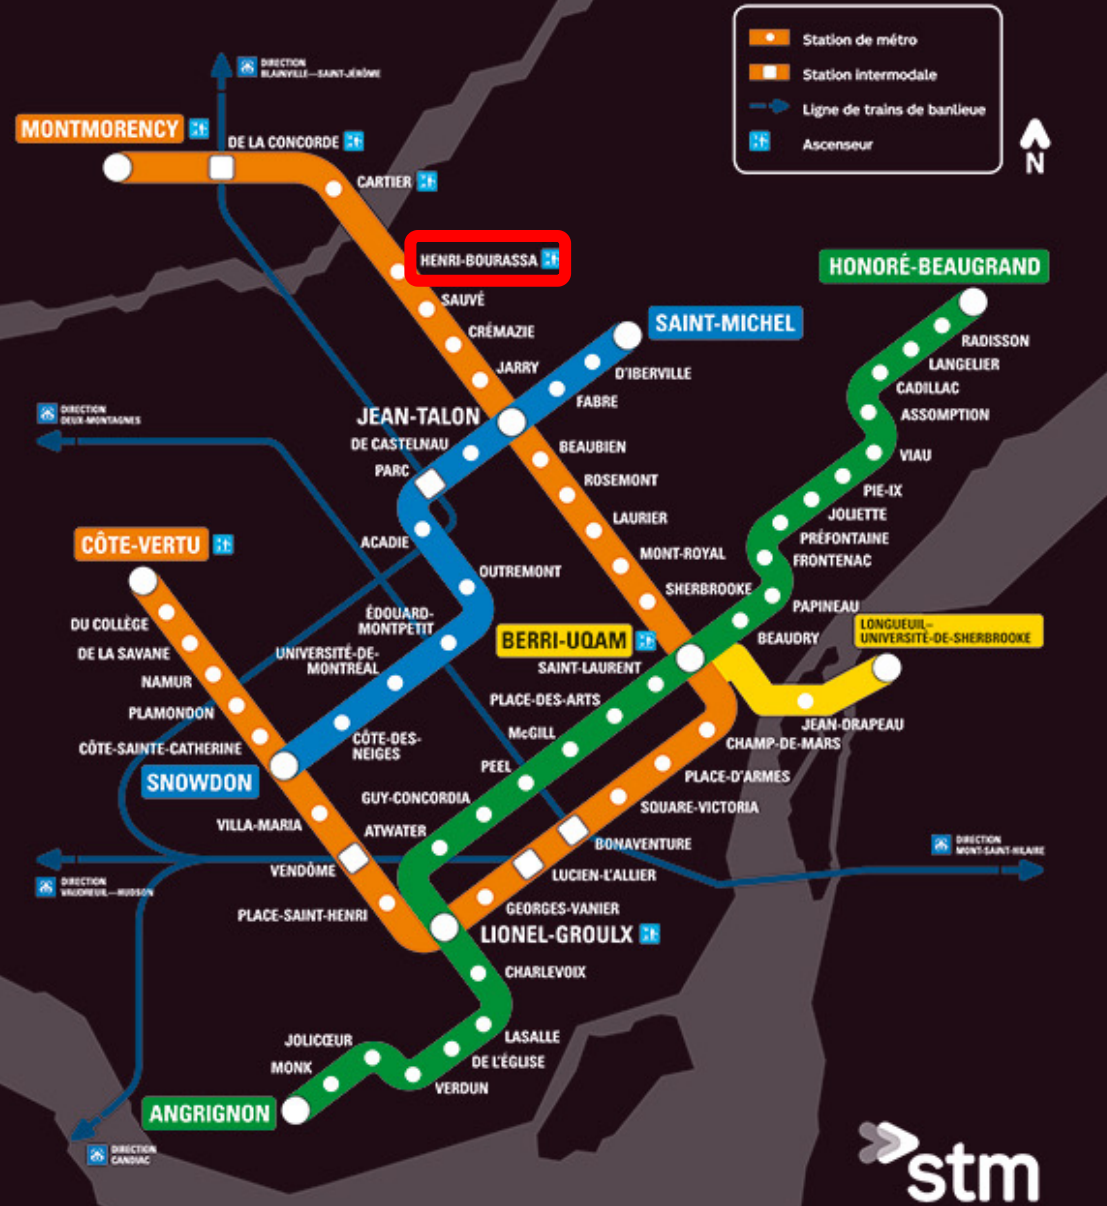 Station de métro
Station intermodale
Ligne de trains de banlieue
Ascenseur
N
DIRECTION
BLAINVILLE—SAINT-JÉRÔME
MONTMORENCY
DE LA CONCORDE
CARTIER
HENRI-BOURASSA
SAUVÉ
CRÉMAZIE
JARRY
HONORÉ-BEAUGRAND
RADISSON
LANGELIER
CADILLAC
ASSOMPTION
VIAU
PIE-IX
JOLIETTE
PRÉFONTAINE
FRONTENAC
PAPINEAU
BEAUDRY
SAINT-MICHEL
D'IBERVILLE
FABRE
JEAN-TALON
DE CASTELNAU
PARC
ACADIE
OUTREMONT
ÉDOUARD-
MONTPETIT
UNIVERSITÉ-DE-
MONTRÉAL
CÔTE-DES-
NEIGES
SNOWDON
BEAUBIEN
ROSEMONT
LAURIER
MONT-ROYAL
SHERBROOKE
DIRECTION
DEUX-MONTAGNES
CÔTE-VERTU
DU COLLÈGE
DE LA SAVANE
NAMUR
PLAMONDON
CÔTE-SAINTE-CATHERINE
VILLA-MARIA
VENDÔME
PLACE-SAINT-HENRI
BERRI-UQAM
SAINT-LAURENT
PLACE-DES-ARTS
McGILL
PEEL
GUY-CONCORDIA
ATWATER
LONGUEUIL–
UNIVERSITÉ-DE-SHERBROOKE
JEAN-DRAPEAU
CHAMP-DE-MARS
PLACE-D'ARMES
SQUARE-VICTORIA
BONAVENTURE
LUCIEN-L'ALLIER
GEORGES-VANIER
LIONEL-GROULX
CHARLEVOIX
LASALLE
DE L'ÉGLISE
VERDUN
JOLICŒUR
MONK
ANGRIGNON
DIRECTION
MONT-SAINT-HILAIRE
DIRECTION
VAUDREUIL—HUDSON
DIRECTION
CANDIAC
stm